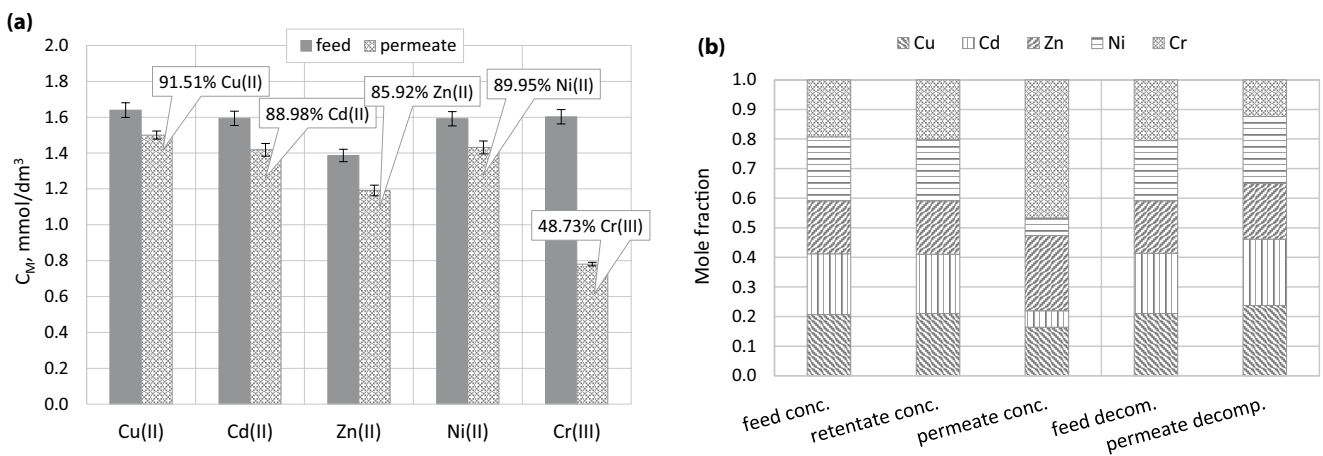 (a)
feed permeate
2.0
1.8
1.6
1.4
1.2
1.0
0.8
0.6
0.4
0.2
0.0
C_M, mmol/dm³
91.51% Cu(II)
88.98% Cd(II)
85.92% Zn(II)
89.95% Ni(II)
48.73% Cr(III)
Cu(II) Cd(II) Zn(II) Ni(II) Cr(III)
(b)
Cu Cd Zn Ni Cr
1.0
0.9
0.8
0.7
0.6
0.5
0.4
0.3
0.2
0.1
0.0
Mole fraction
feed conc.
retentate conc.
permeate conc.
feed decom.
permeate decomp.